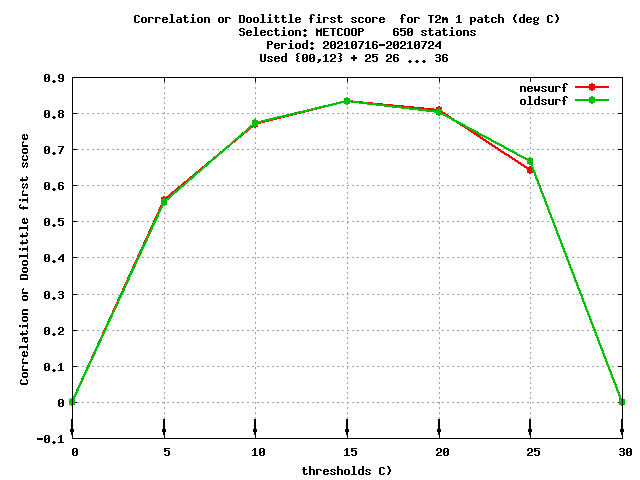 Correlation or Doolittle first score  for T2m 1 patch (deg C)
Selection: METCOOP    650 stations
Period: 20210716-20210724
Used {00,12} + 25 26 ... 36
newsurf
oldsurf
Correlation or Doolittle first score
0.9
0.8
0.7
0.6
0.5
0.4
0.3
0.2
0.1
0
-0.1
0 5 10 15 20 25 30
thresholds C)